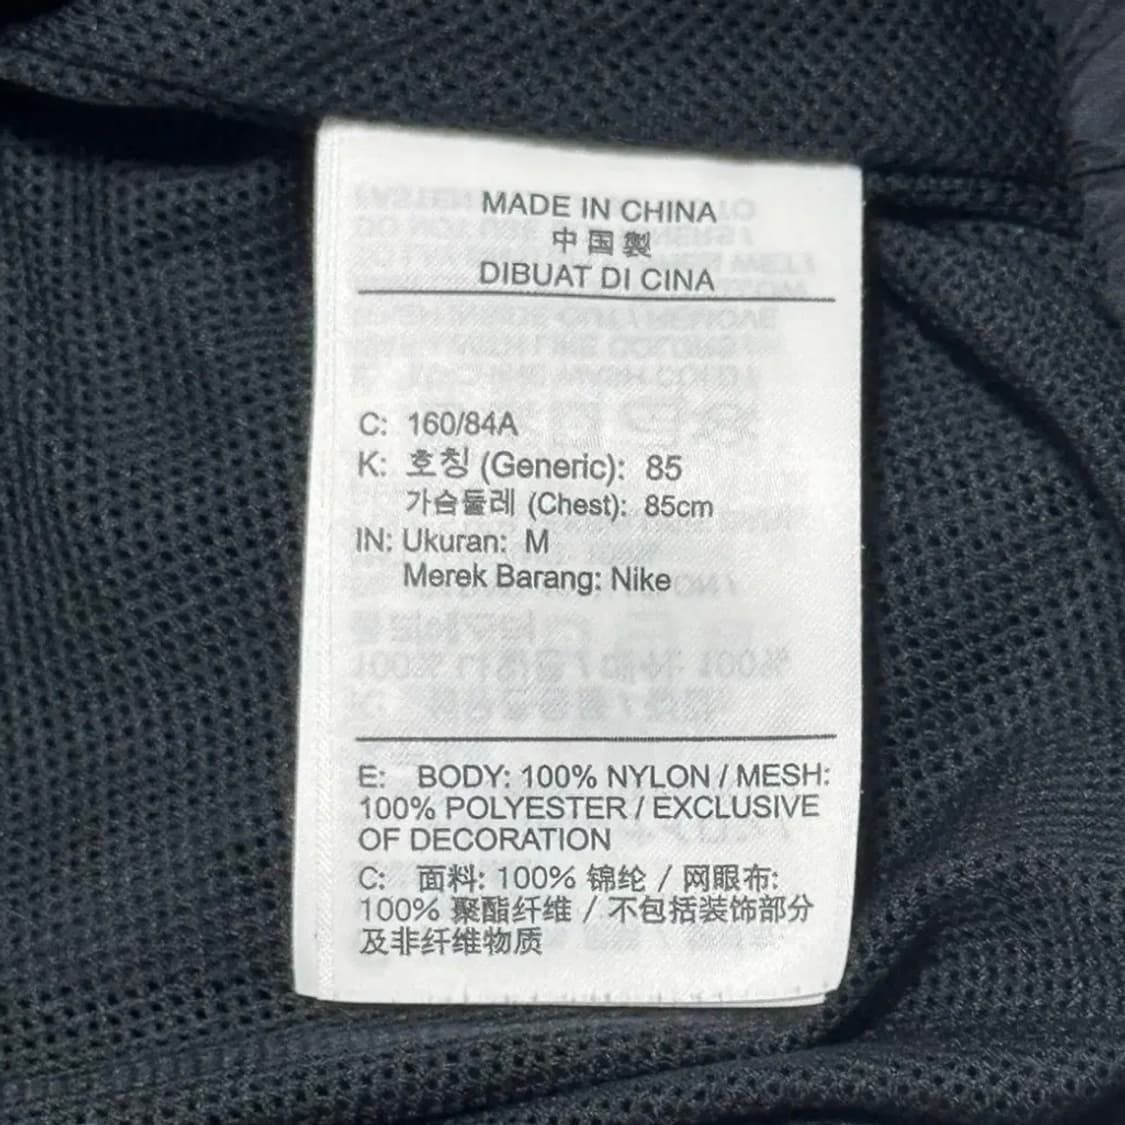 MADE IN CHINA
中国製
DIBUAT DI CINA
C: 160/84A
K: 호칭 (Generic): 85
가슴둘레 (Chest): 85cm
IN: Ukuran: M
Merek Barang: Nike
E: BODY: 100% NYLON / MESH:
100% POLYESTER / EXCLUSIVE
OF DECORATION
C: 面料: 100% 锦纶 / 网眼布:
100% 聚酯纤维 / 不包括装饰部分
及非纤维物质